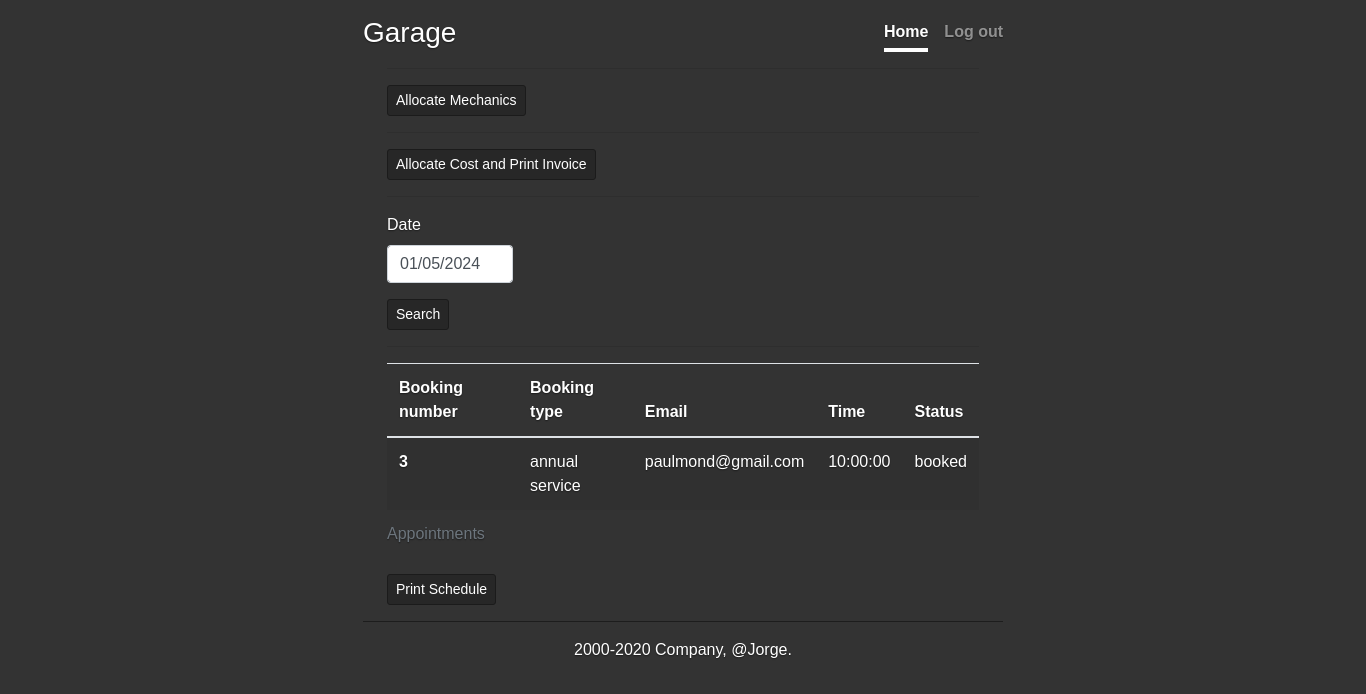 Garage
Home Log out
Allocate Mechanics
Allocate Cost and Print Invoice
Date
01/05/2024
Search
Booking number Booking type Email Time Status
3 annual service paulmond@gmail.com 10:00:00 booked
Appointments
Print Schedule
2000-2020 Company, @Jorge.